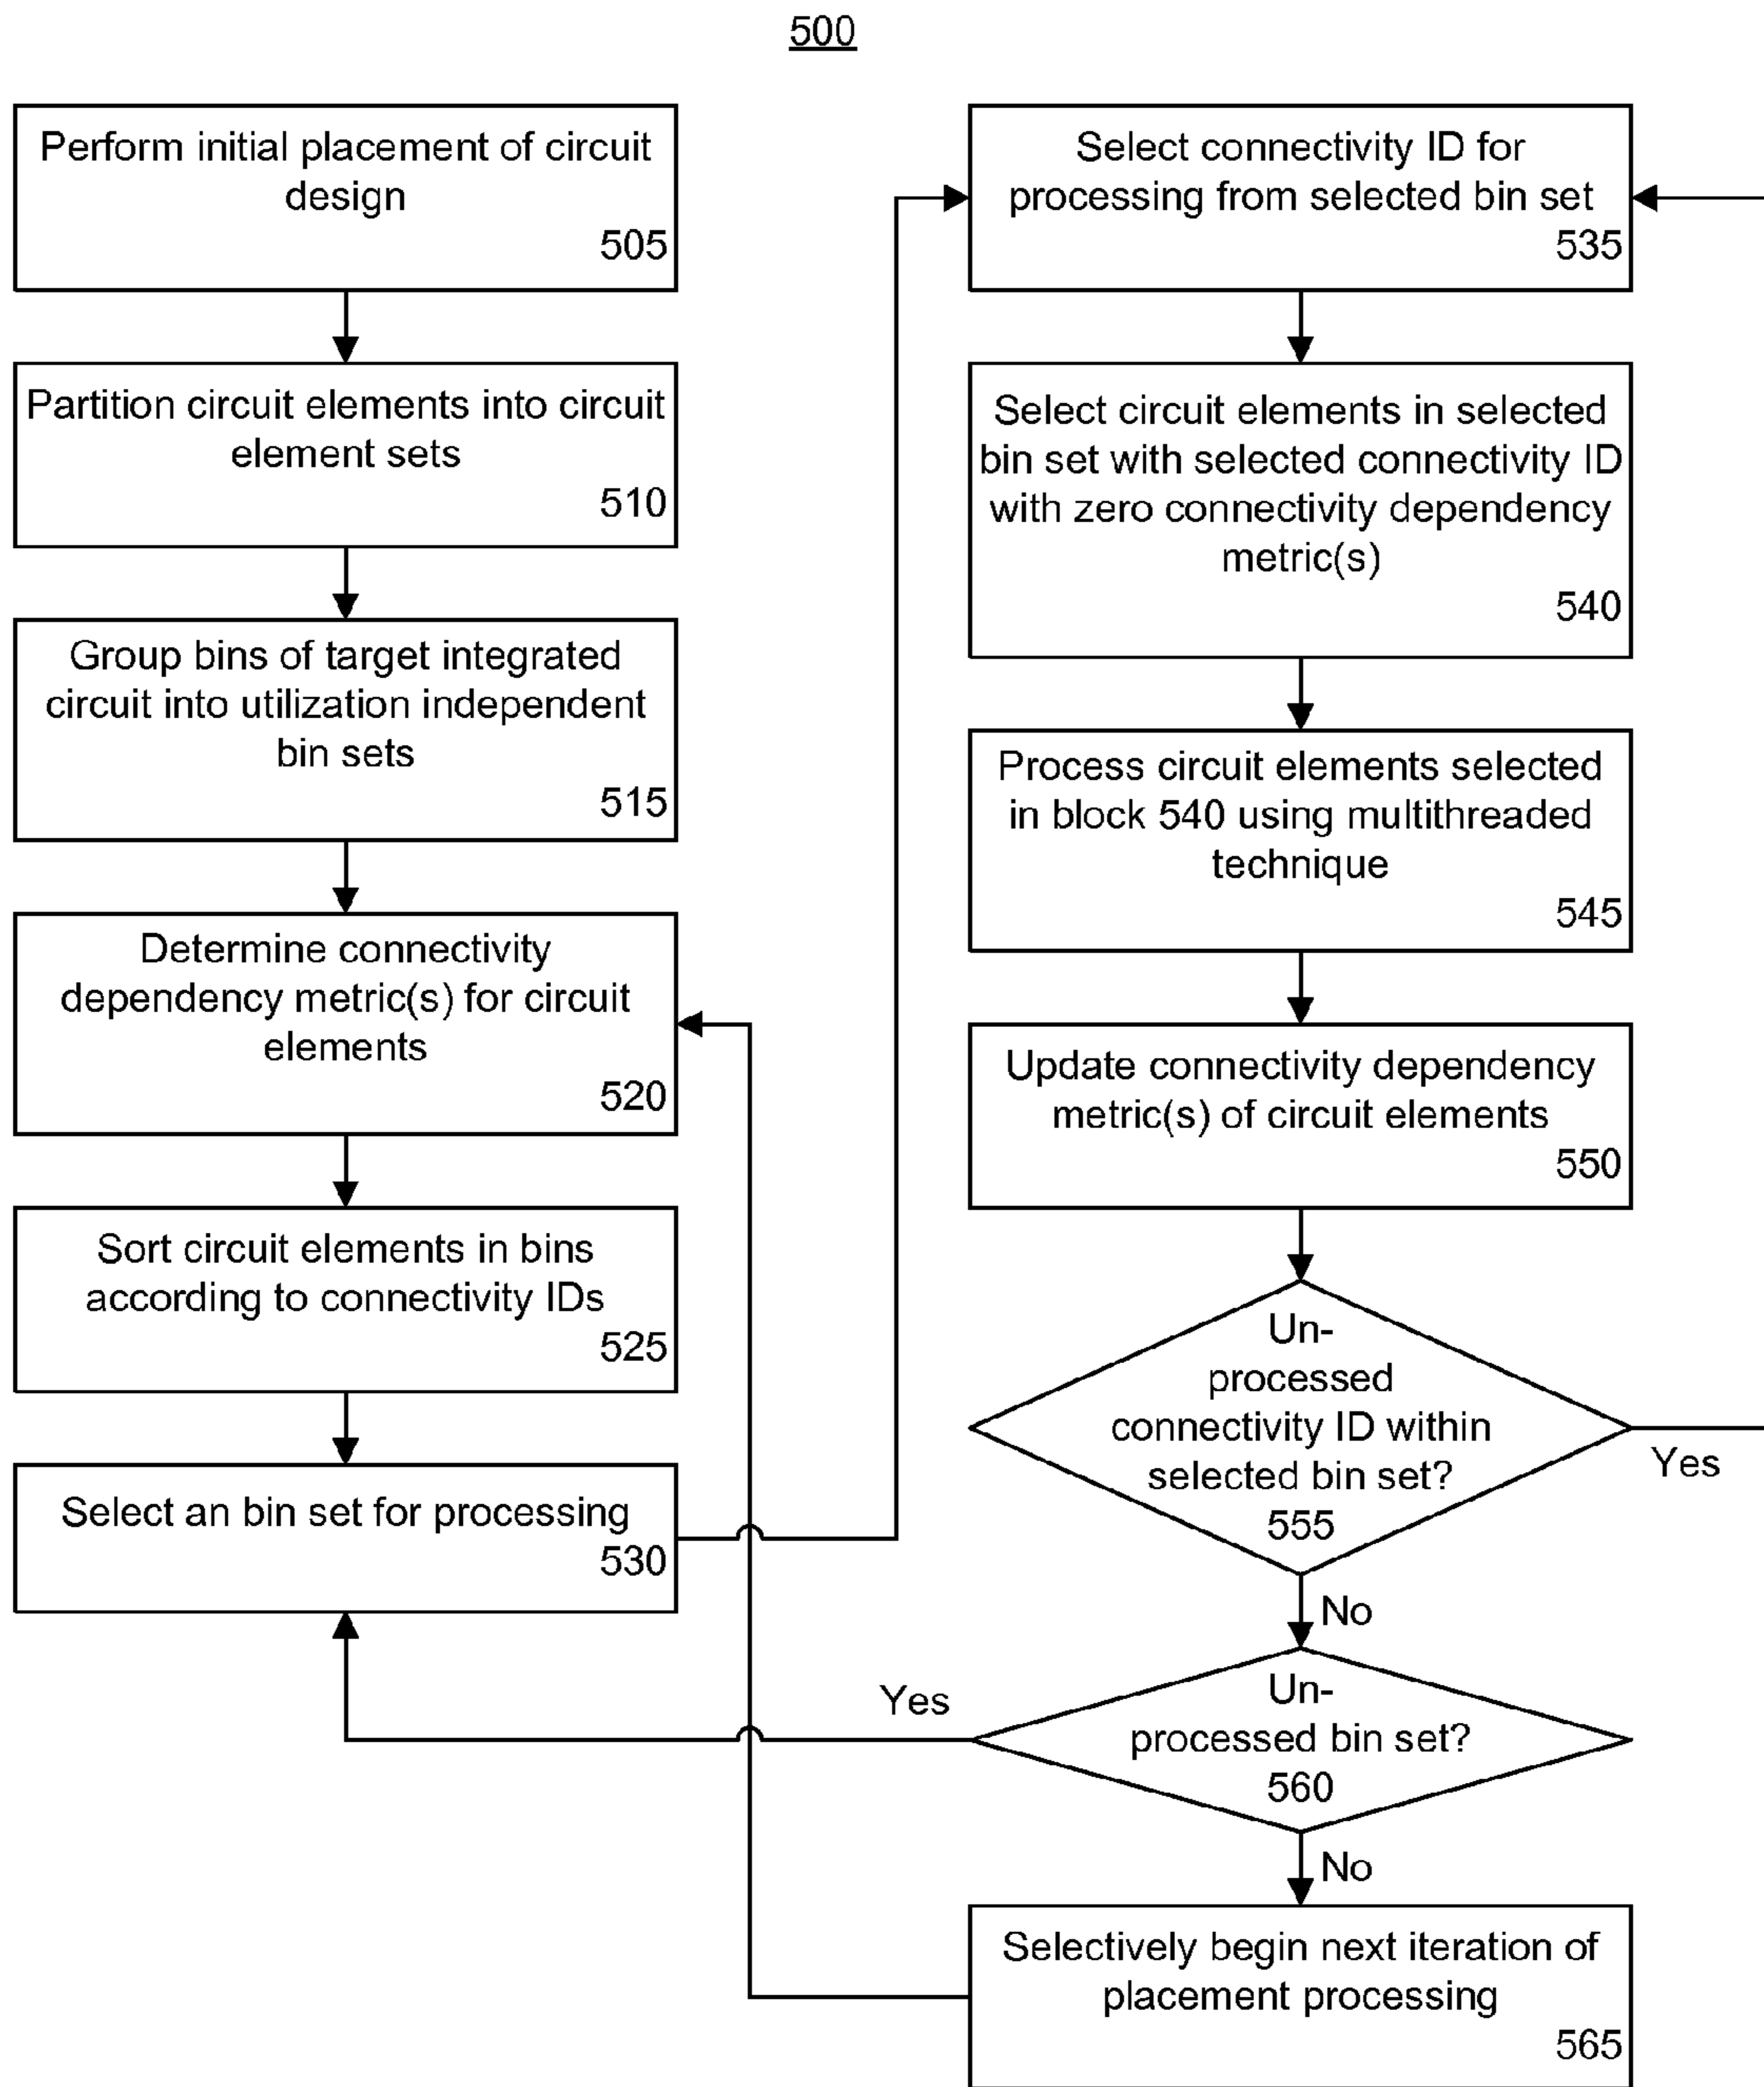 500
Perform initial placement of circuit
design
505
Partition circuit elements into circuit
element sets
510
Group bins of target integrated
circuit into utilization independent
bin sets
515
Determine connectivity
dependency metric(s) for circuit
elements
520
Sort circuit elements in bins
according to connectivity IDs
525
Select an bin set for processing
530
Select connectivity ID for
processing from selected bin set
535
Select circuit elements in selected
bin set with selected connectivity ID
with zero connectivity dependency
metric(s)
540
Process circuit elements selected
in block 540 using multithreaded
technique
545
Update connectivity dependency
metric(s) of circuit elements
550
Un-
processed
connectivity ID within
selected bin set?
555
Yes
No
Un-
processed bin set?
560
Yes
No
Selectively begin next iteration of
placement processing
565